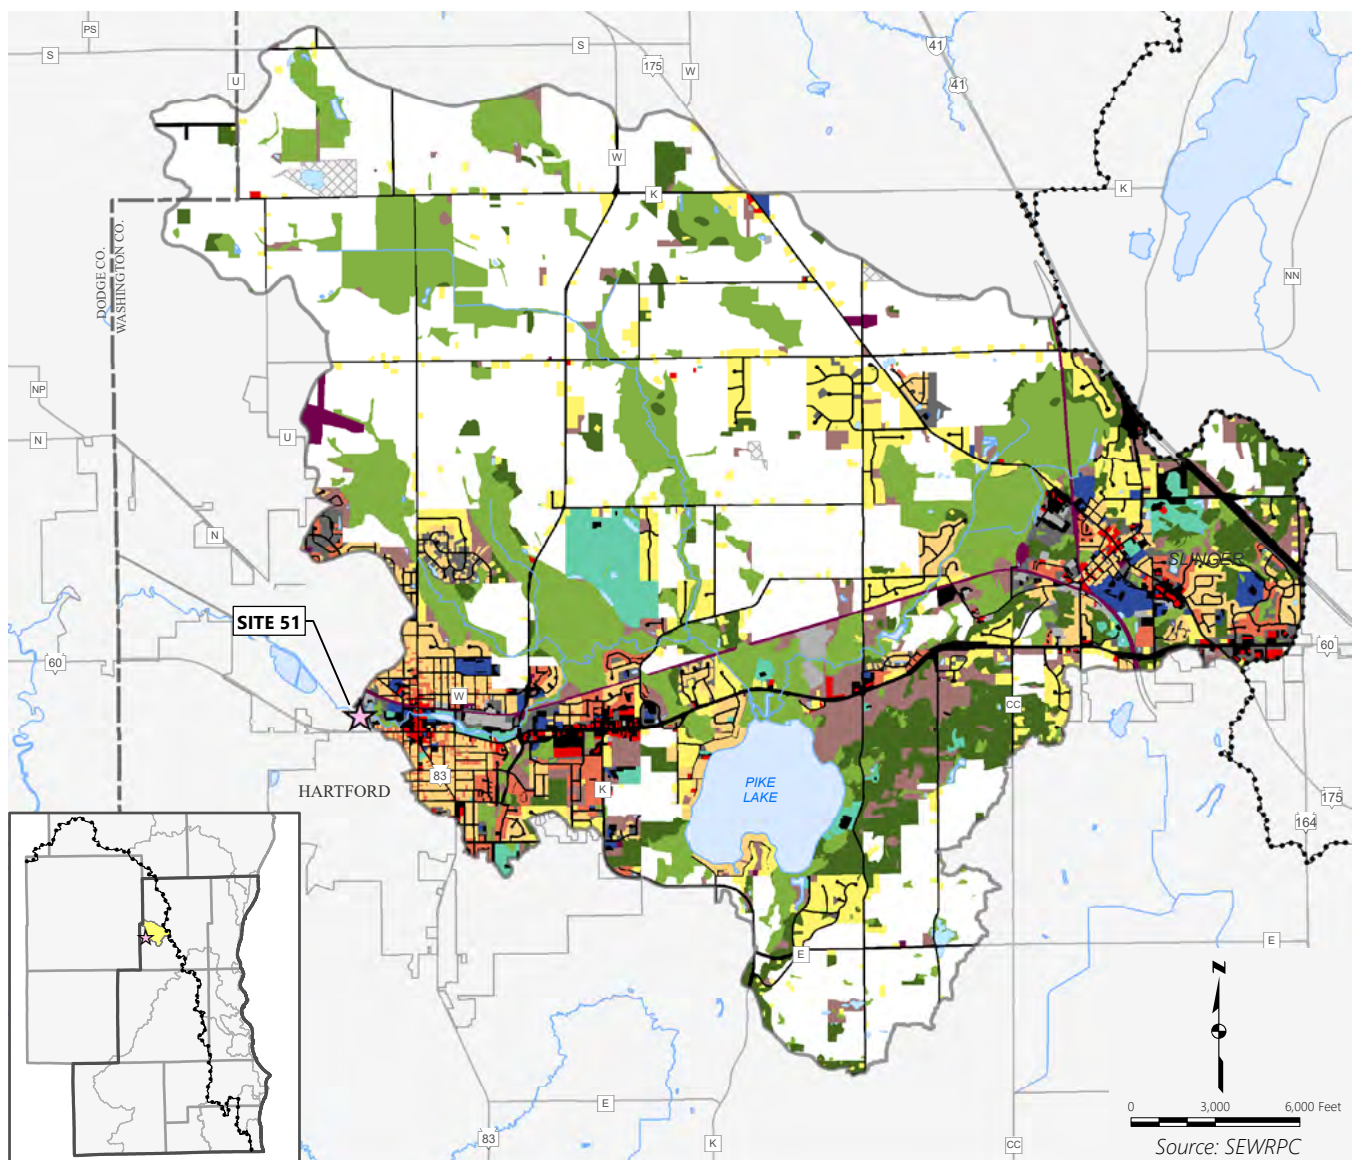 PS
S
S
41
175
W
U
41
W
K
K
DODGE CO.
WASHINGTON CO.
NN
NP
N
U
N
SLINGER
SITE 51
60
60
W
CC
PIKE
LAKE
83
HARTFORD
K
175
164
E
E
N
0
3,000
6,000 Feet
E
83
K
CC
Source: SEWRPC